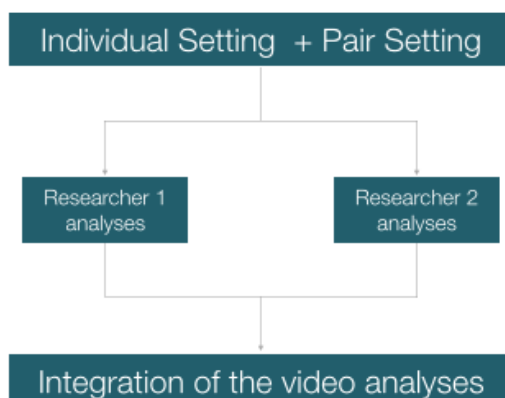 Individual Setting + Pair Setting
Researcher 1
analyses
Researcher 2
analyses
Integration of the video analyses